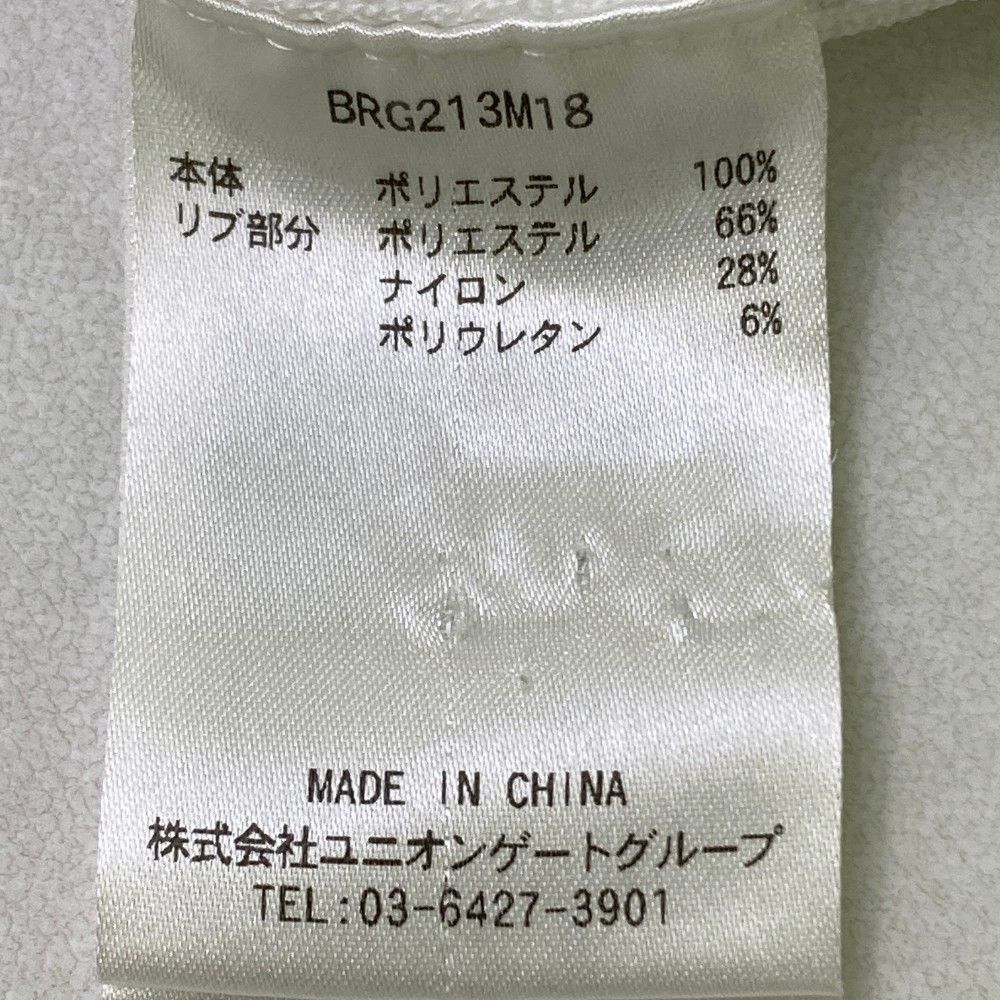 BRG213M18
本体 ポリエステル 100%
リブ部分 ポリエステル 66%
ナイロン 28%
ポリウレタン 6%
MADE IN CHINA
株式会社ユニオンゲートグループ
TEL:03-6427-3901